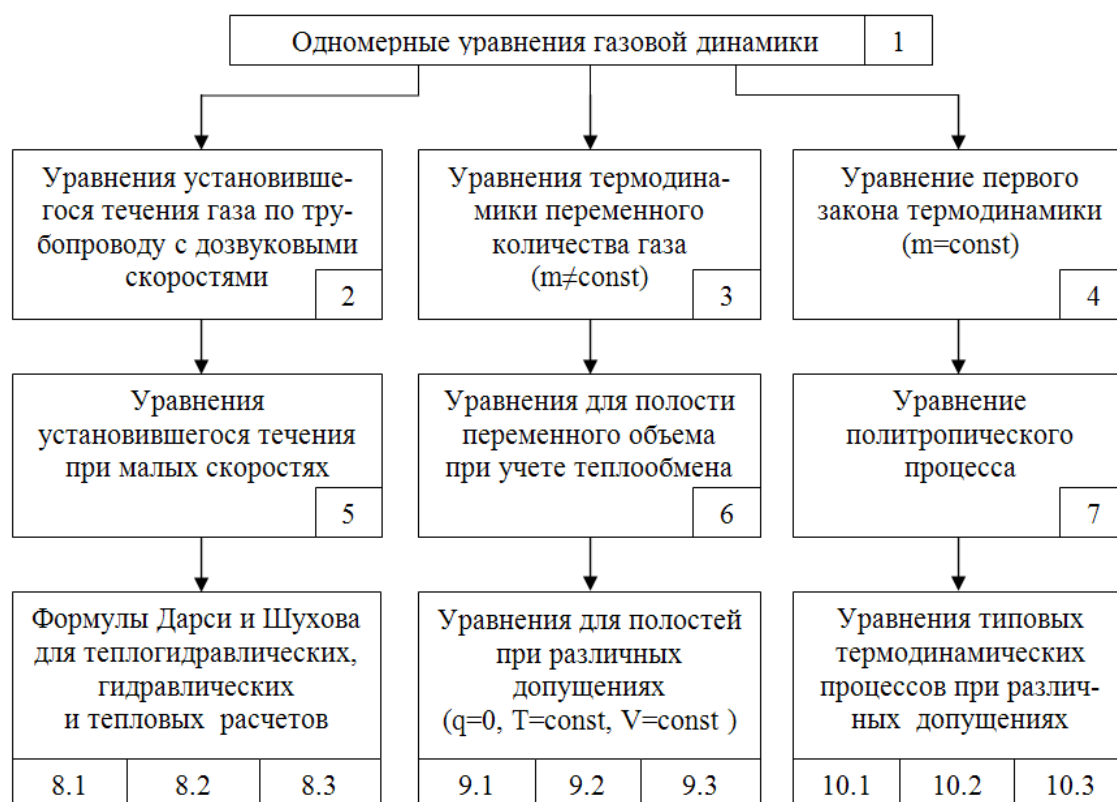 Одномерные уравнения газовой динамики
1
Уравнения установивше-
гося течения газа по тру-
бопроводу с дозвуковыми
скоростями
2
Уравнения термодина-
мики переменного
количества газа
(m≠const)
3
Уравнение первого
закона термодинамики
(m=const)
4
Уравнения
установившегося течения
при малых скоростях
5
Уравнения для полости
переменного объема
при учете теплообмена
6
Уравнение
политропического
процесса
7
Формулы Дарси и Шухова
для теплогидравлических,
гидравлических
и тепловых расчетов
8.1 8.2 8.3
Уравнения для полостей
при различных
допущениях
(q=0, T=const, V=const )
9.1 9.2 9.3
Уравнения типовых
термодинамических
процессов при различ-
ных допущениях
10.1 10.2 10.3